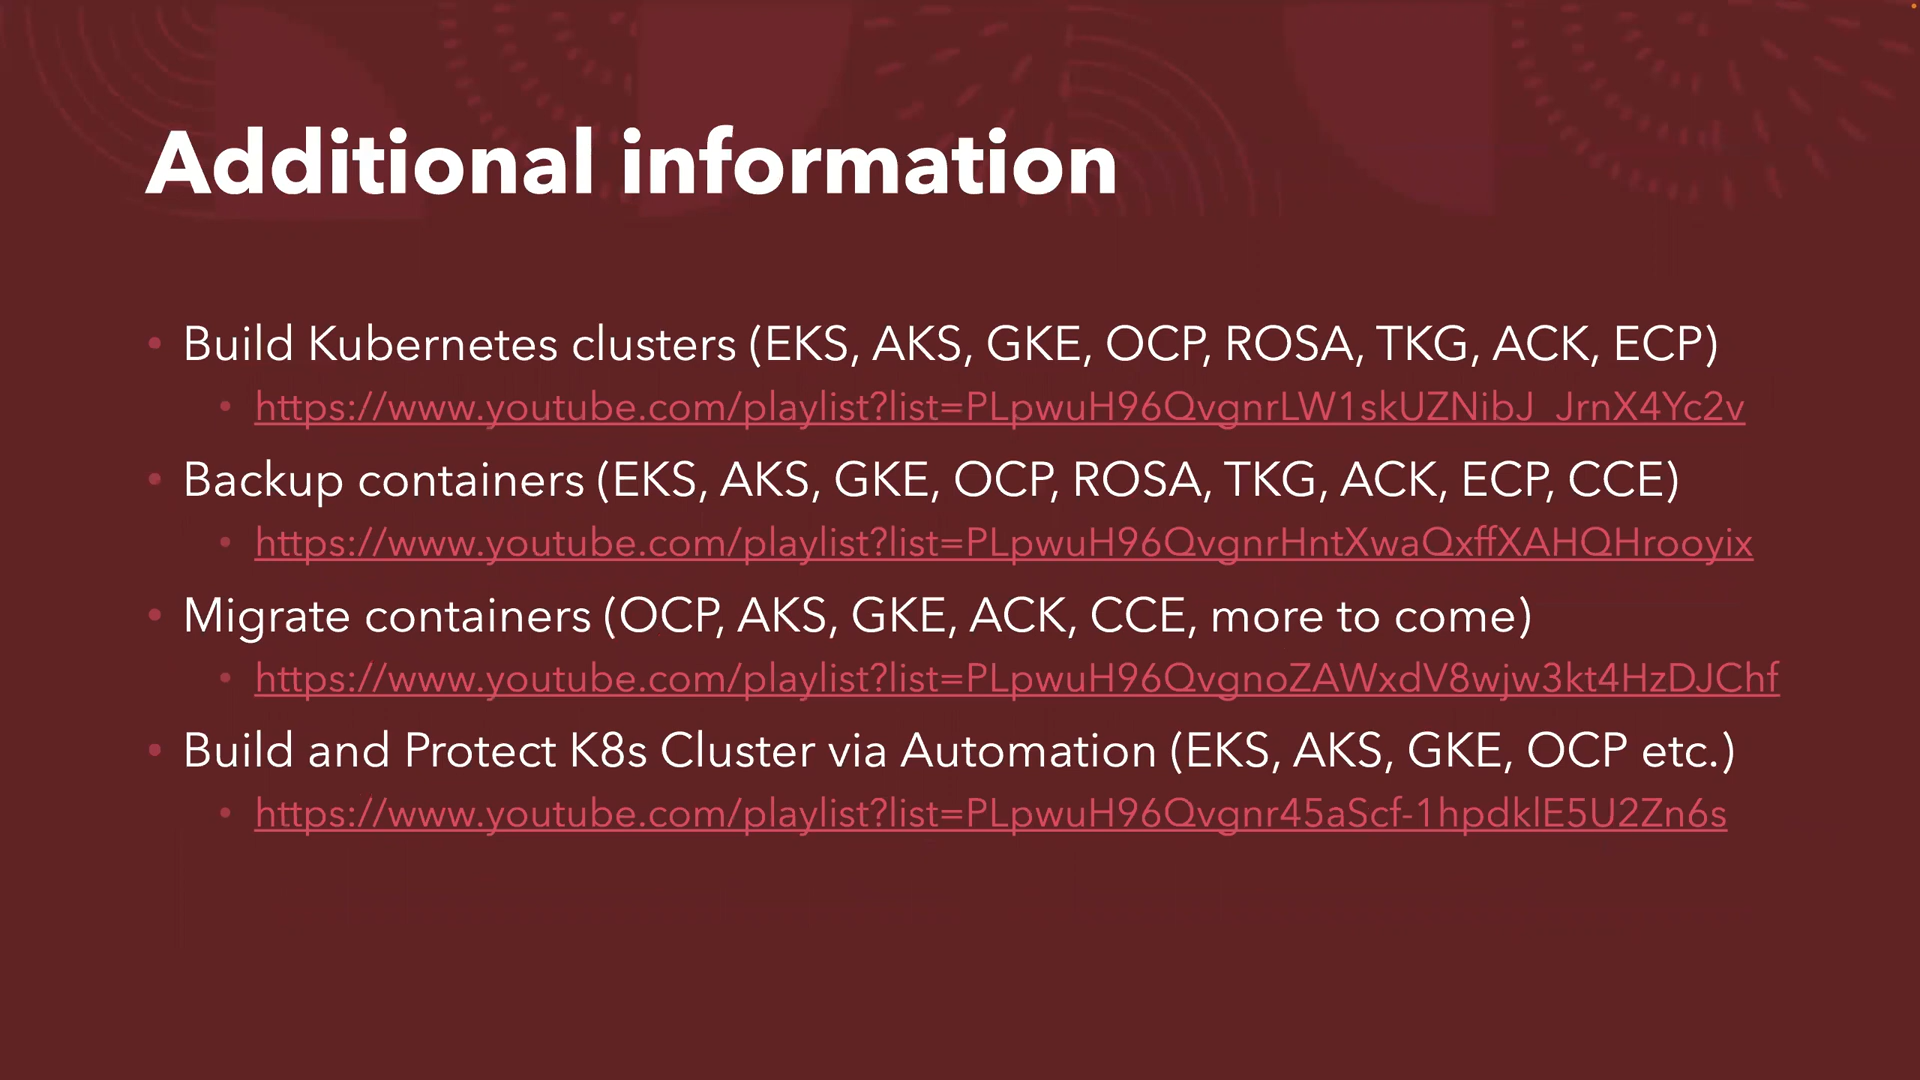 Additional information
• Build Kubernetes clusters (EKS, AKS, GKE, OCP, ROSA, TKG, ACK, ECP)
• https://www.youtube.com/playlist?list=PLpwuH96QvgnrLW1skUZNibJ_JrnX4Yc2v
• Backup containers (EKS, AKS, GKE, OCP, ROSA, TKG, ACK, ECP, CCE)
• https://www.youtube.com/playlist?list=PLpwuH96QvgnrHntXwaQxffXAHQHrooyix
• Migrate containers (OCP, AKS, GKE, ACK, CCE, more to come)
• https://www.youtube.com/playlist?list=PLpwuH96QvgnoZAWxdV8wjw3kt4HzDJChf
• Build and Protect K8s Cluster via Automation (EKS, AKS, GKE, OCP etc.)
• https://www.youtube.com/playlist?list=PLpwuH96Qvgnr45aScf-1hpdklE5U2Zn6s